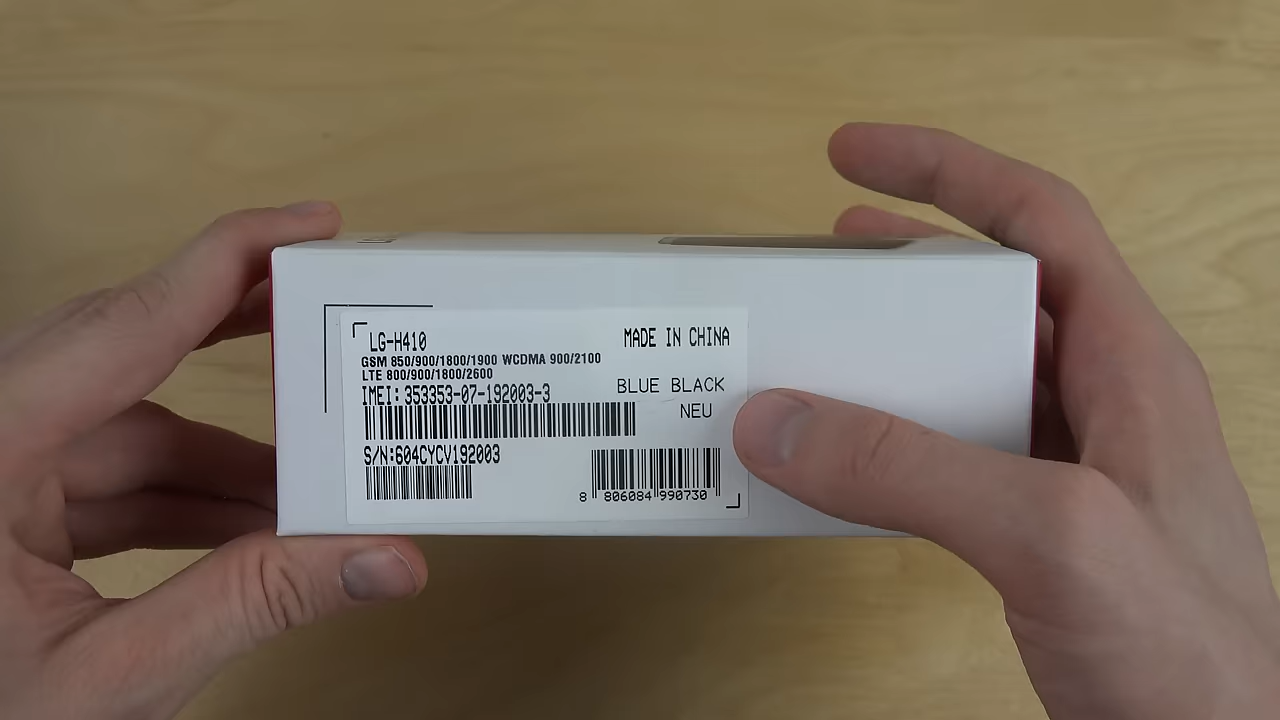 LG-H410
MADE IN CHINA
GSM 850/900/1800/1900 WCDMA 900/2100
LTE 800/900/1800/2600
IMEI: 353353-07-192003-3
BLUE BLACK
NEU
S/N:604CYCV192003
8 806084 990730